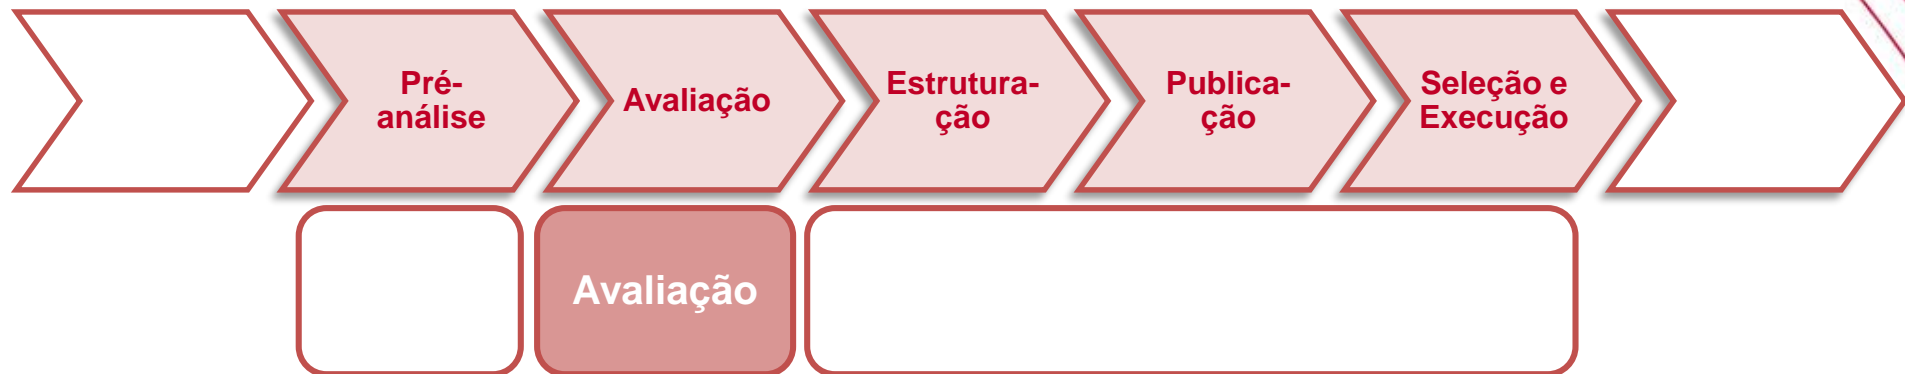 Pré-
análise
Avaliação
Estrutura-
ção
Publica-
ção
Seleção e
Execução
Avaliação